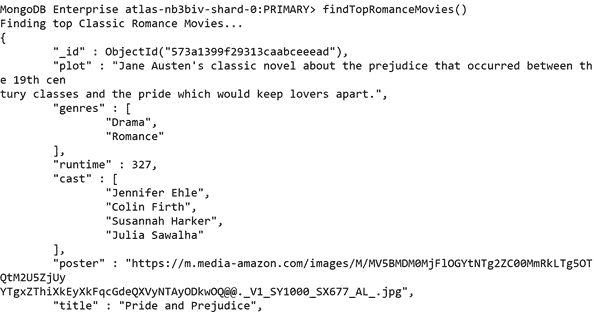 MongoDB Enterprise atlas-nb3biv-shard-0:PRIMARY> findTopRomanceMovies()
Finding top Classic Romance Movies...
{
"_id" : ObjectId("573a1399f29313caabceeead"),
"plot" : "Jane Austen's classic novel about the prejudice that occurred between th
e 19th cen
tury classes and the pride which would keep lovers apart.",
"genres" : [
"Drama",
"Romance"
],
"runtime" : 327,
"cast" : [
"Jennifer Ehle",
"Colin Firth",
"Susannah Harker",
"Julia Sawalha"
],
"poster" : "https://m.media-amazon.com/images/M/MV5BMDM0MjFlOGYtNTg2ZC00MmRkLTg5OT
QtM2U5ZjUy
YTgxZThiXkEyXkFqcGdeQXVyNTAyODkwOQ@@._V1_SY1000_SX677_AL_.jpg",
"title" : "Pride and Prejudice",